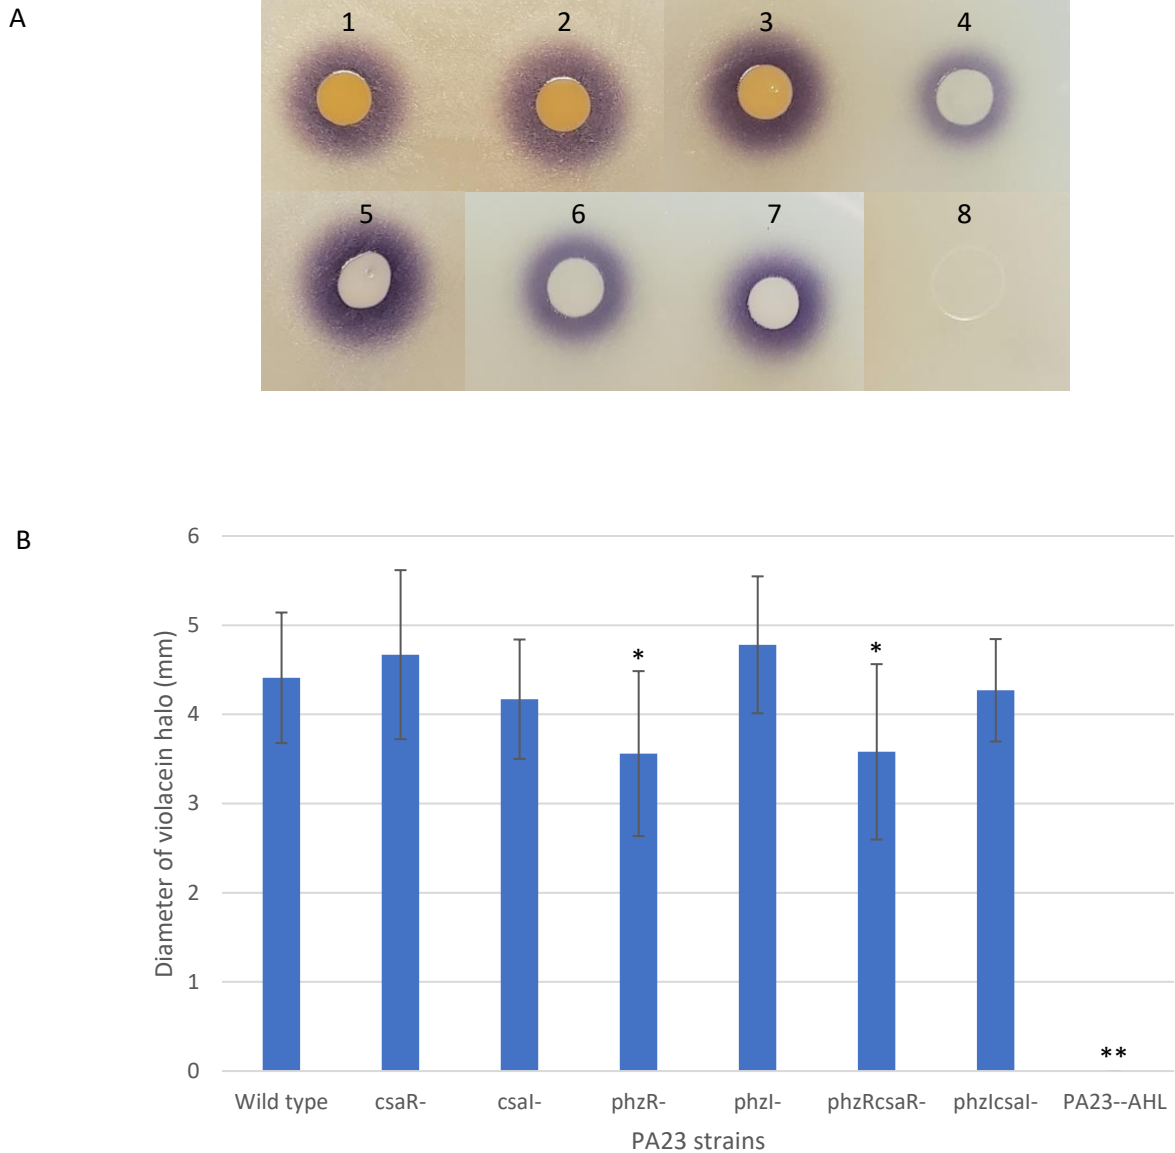 A
1 2 3 4
5 6 7 8
B
Diameter of violacein halo (mm)
6
5
4
3
2
1
0
* * **
Wild type csaR- csaI- phzR- phzI- phzRcsaR- phzIcsaI- PA23--AHL
PA23 strains